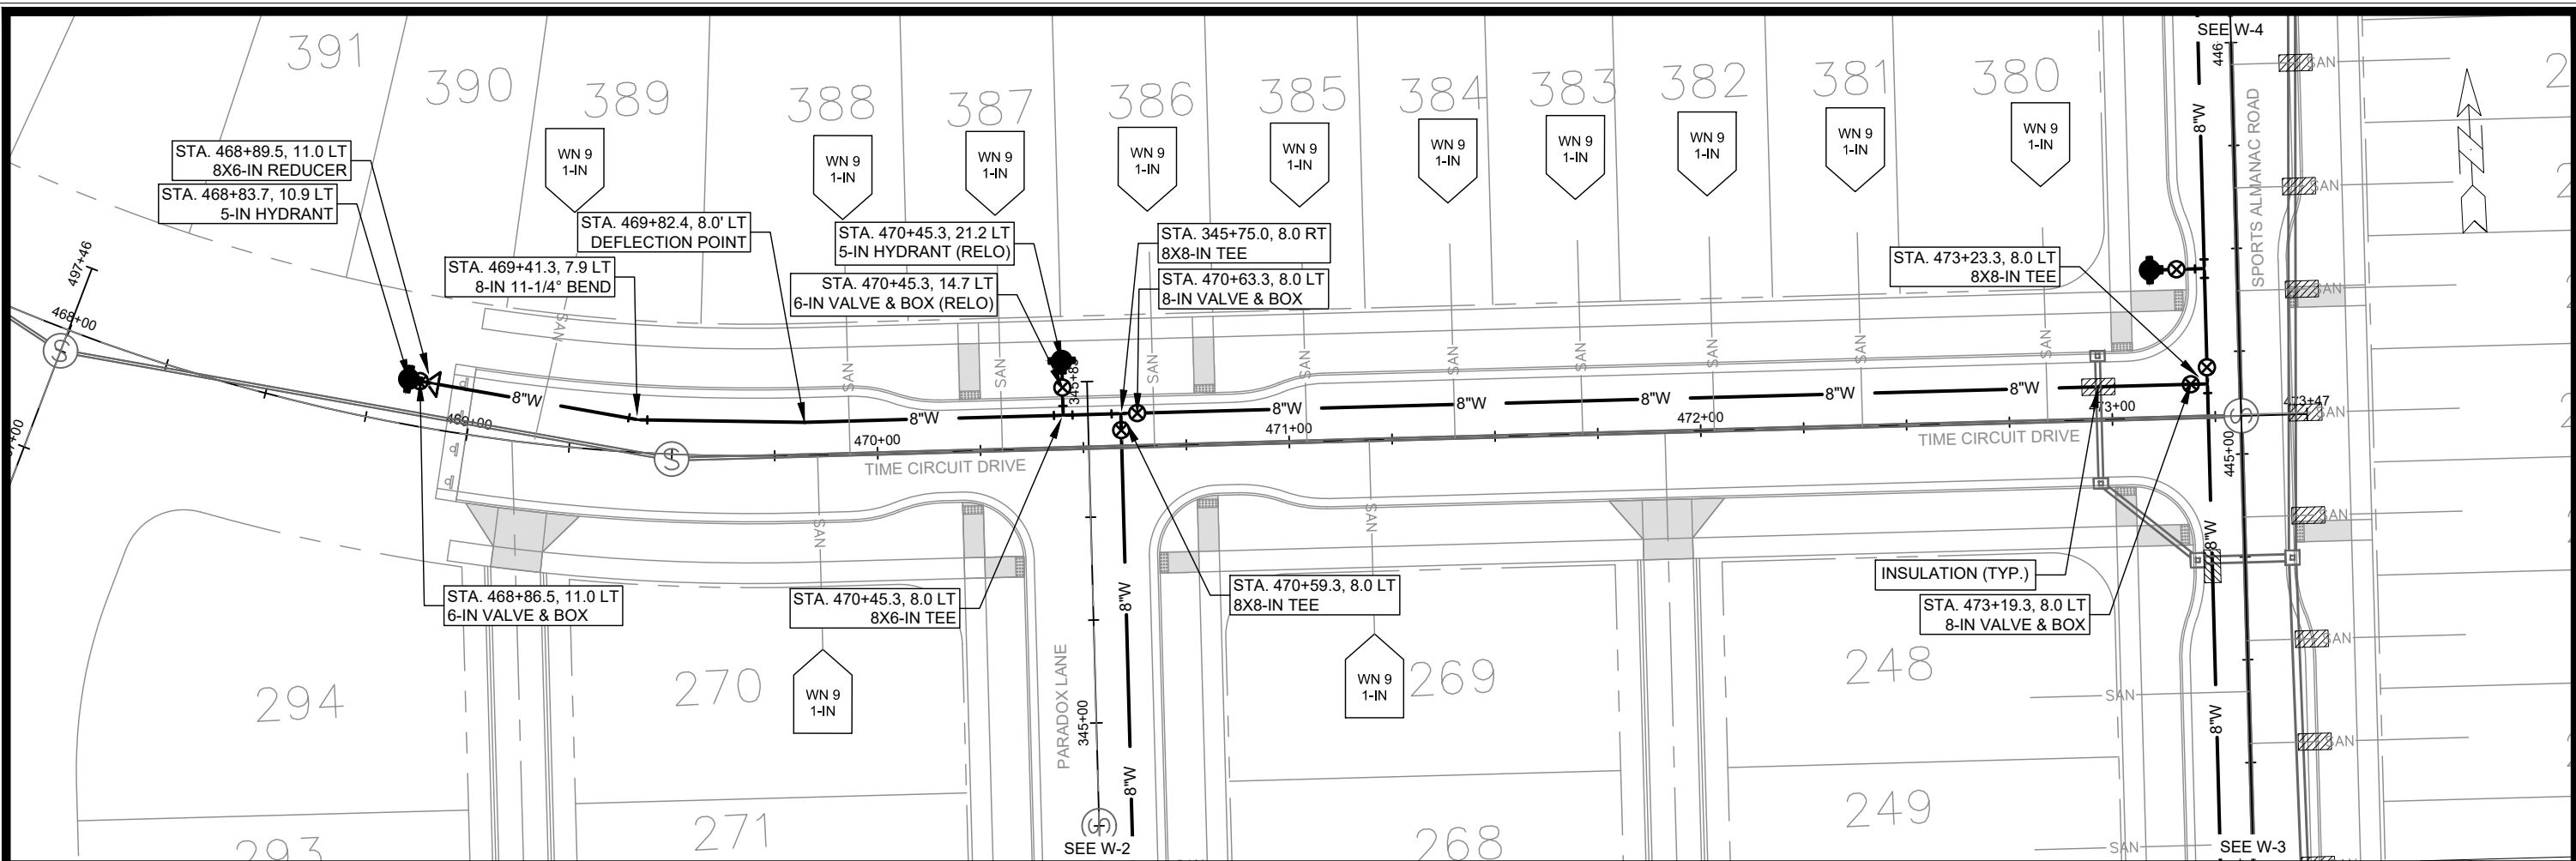 SEE W-4
391
390
389
388
387
386
385
384
383
382
381
380
2
446
8"W
SAN
SPORTS ALMANAC ROAD
STA. 468+89.5, 11.0 LT
8X6-IN REDUCER
STA. 468+83.7, 10.9 LT
5-IN HYDRANT
WN 9
1-IN
WN 9
1-IN
WN 9
1-IN
WN 9
1-IN
WN 9
1-IN
WN 9
1-IN
WN 9
1-IN
WN 9
1-IN
WN 9
1-IN
WN 9
1-IN
SAN
STA. 469+82.4, 8.0' LT
DEFLECTION POINT
STA. 470+45.3, 21.2 LT
5-IN HYDRANT (RELO)
STA. 345+75.0, 8.0 RT
8X8-IN TEE
STA. 469+41.3, 7.9 LT
8-IN 11-1/4° BEND
STA. 470+45.3, 14.7 LT
6-IN VALVE & BOX (RELO)
STA. 470+63.3, 8.0 LT
8-IN VALVE & BOX
STA. 473+23.3, 8.0 LT
8X8-IN TEE
497+46
468+00
S
SAN
SAN
SAN
SAN
SAN
SAN
SAN
SAN
SAN
SAN
8"W
8"W
8"W
8"W
8"W
8"W
8"W
469+00
470+00
471+00
472+00
473+00
473+47
SAN
S
S
TIME CIRCUIT DRIVE
TIME CIRCUIT DRIVE
445+00
SAN
SAN
SAN
8"W
8"W
STA. 468+86.5, 11.0 LT
6-IN VALVE & BOX
STA. 470+45.3, 8.0 LT
8X6-IN TEE
STA. 470+59.3, 8.0 LT
8X8-IN TEE
INSULATION (TYP.)
STA. 473+19.3, 8.0 LT
8-IN VALVE & BOX
SAN
294
270
WN 9
1-IN
PARADOX LANE
345+00
WN 9
1-IN
269
248
SAN
8"W
8"W
SAN
293
271
S
SEE W-2
268
249
SAN
SEE W-3